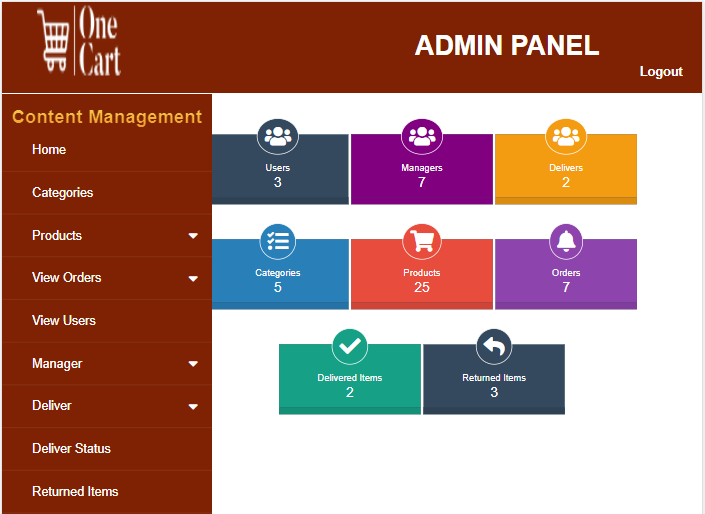 One
Cart
ADMIN PANEL
Logout
Content Management
Home
Categories
Products
View Orders
View Users
Manager
Deliver
Deliver Status
Returned Items
Users
3
Managers
7
Delivers
2
Categories
5
Products
25
Orders
7
Delivered Items
2
Returned Items
3